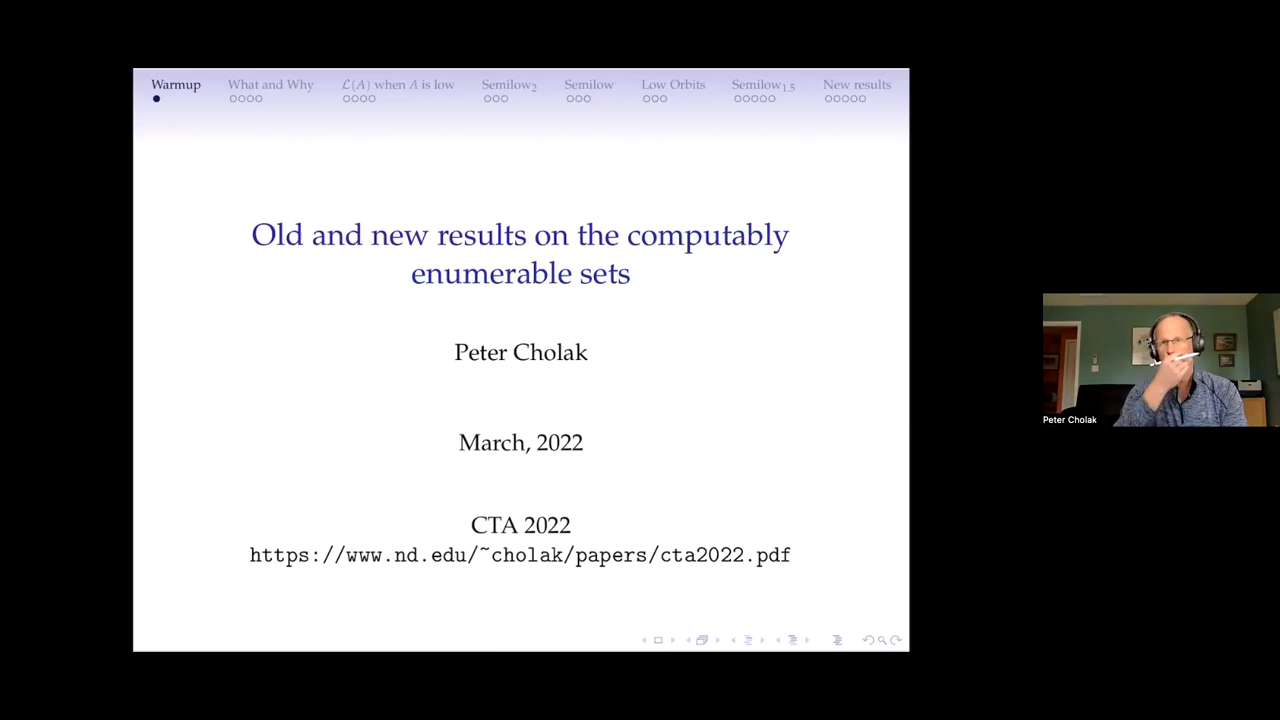 Warmup What and Why L(A) when A is low Semilow2 Semilow Low Orbits Semilow1.5 New results
Old and new results on the computably
enumerable sets
Peter Cholak
March, 2022
CTA 2022
https://www.nd.edu/~cholak/papers/cta2022.pdf
Peter Cholak